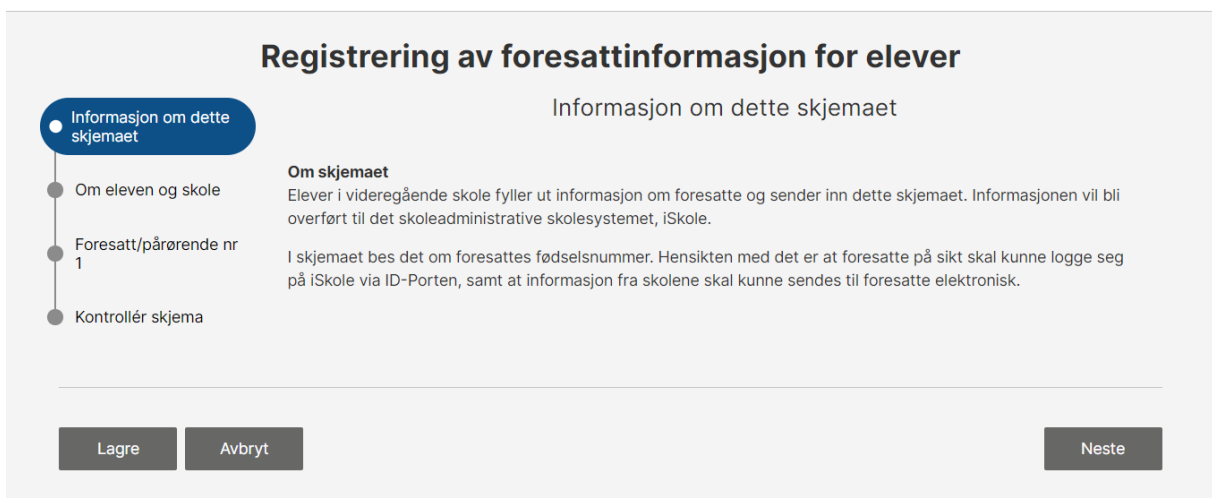 Registrering av foresattinformasjon for elever
Informasjon om dette
skjemaet
Om eleven og skole
Foresatt/pårørende nr
1
Kontrollér skjema
Informasjon om dette skjemaet
Om skjemaet
Elever i videregående skole fyller ut informasjon om foresatte og sender inn dette skjemaet. Informasjonen vil bli
overført til det skoleadministrative skolesystemet, iSkole.
I skjemaet bes det om foresattes fødselsnummer. Hensikten med det er at foresatte på sikt skal kunne logge seg
på iSkole via ID-Porten, samt at informasjon fra skolene skal kunne sendes til foresatte elektronisk.
Lagre
Avbryt
Neste